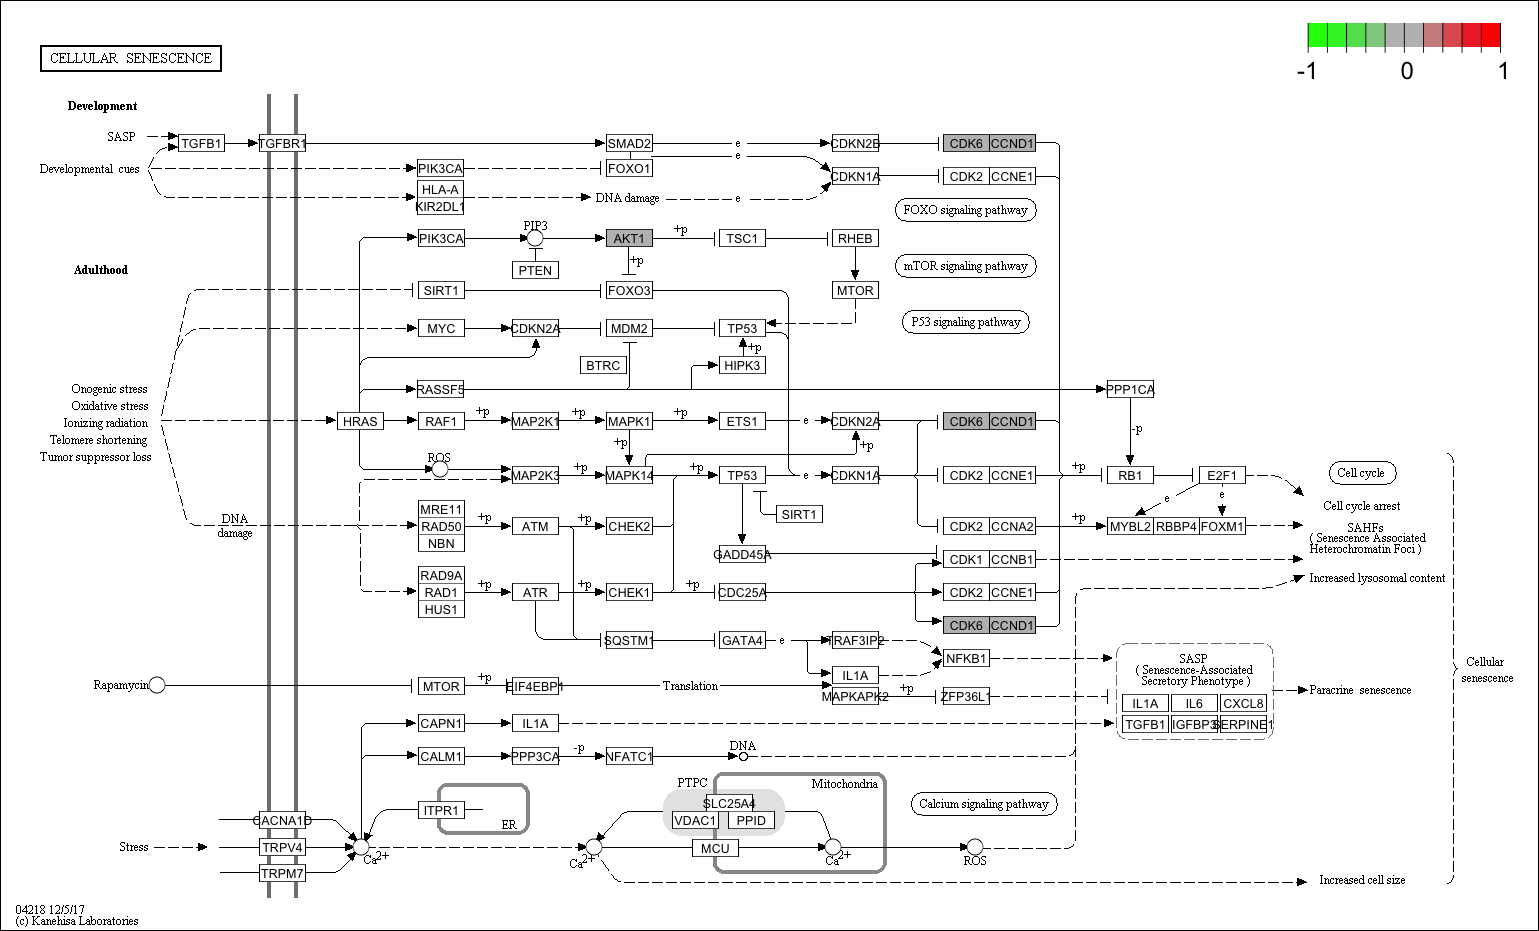 CELLULAR SENESCENCE
-1 0 1
Development
SASP
TGFB1
TGFBR1
SMAD2
e
e
CDKN2B
CDK6 CCND1
Developmental cues
PIK3CA
FOXO1
CDKN1A
CDK2 CCNE1
HLA-A
KIR2DL1
DNA damage
e
FOXO signaling pathway
PIK3CA
PIP3
AKT1
+p
TSC1
RHEB
PTEN
+p
mTOR signaling pathway
Adulthood
SIRT1
FOXO3
MTOR
MYC
CDKN2A
MDM2
TP53
P53 signaling pathway
BTRC
+p
HIPK3
Onogenic stress
Oxidative stress
Ionizing radiation
Telomere shortening
Tumor suppressor loss
RASSF5
PPP1CA
HRAS
RAF1
+p
MAP2K1
+p
MAPK1
+p
ETS1
e
CDKN2A
CDK6 CCND1
-p
+p
+p
ROS
MAP2K3
+p
MAPK14
+p
TP53
e
CDKN1A
CDK2 CCNE1
+p
RB1
E2F1
Cell cycle
e
e
Cell cycle arrest
SIRT1
DNA
damage
MRE11
RAD50
NBN
+p
ATM
+p
CHEK2
CDK2 CCNA2
+p
MYBL2 RBBP4 FOXM1
SAHFs
( Senescence Associated
Heterochromatin Foci )
GADD45A
CDK1 CCNB1
RAD9A
RAD1
HUS1
+p
ATR
+p
CHEK1
+p
CDC25A
CDK2 CCNE1
Increased lysosomal content
CDK6 CCND1
SQSTM1
GATA4
e
TRAF3IP2
NFKB1
IL1A
SASP
( Senescence-Associated
Secretory Phenotype )
IL1A IL6 CXCL8
TGFB1 IGFBP3 SERPINE1
Cellular
senescence
Paracrine senescence
Rapamycin
MTOR
+p
EIF4EBP1
Translation
MAPKAPK2
+p
ZFP36L1
CAPN1
IL1A
CALM1
PPP3CA
-p
NFATC1
DNA
PTPC
Mitochondria
SLC25A4
VDAC1
PPID
MCU
Calcium signaling pathway
ITPR1
ER
CACNA1D
Stress
TRPV4
TRPM7
Ca2+
Ca2+
Ca2+
ROS
Increased cell size
04218 12/5/17
(c) Kanehisa Laboratories